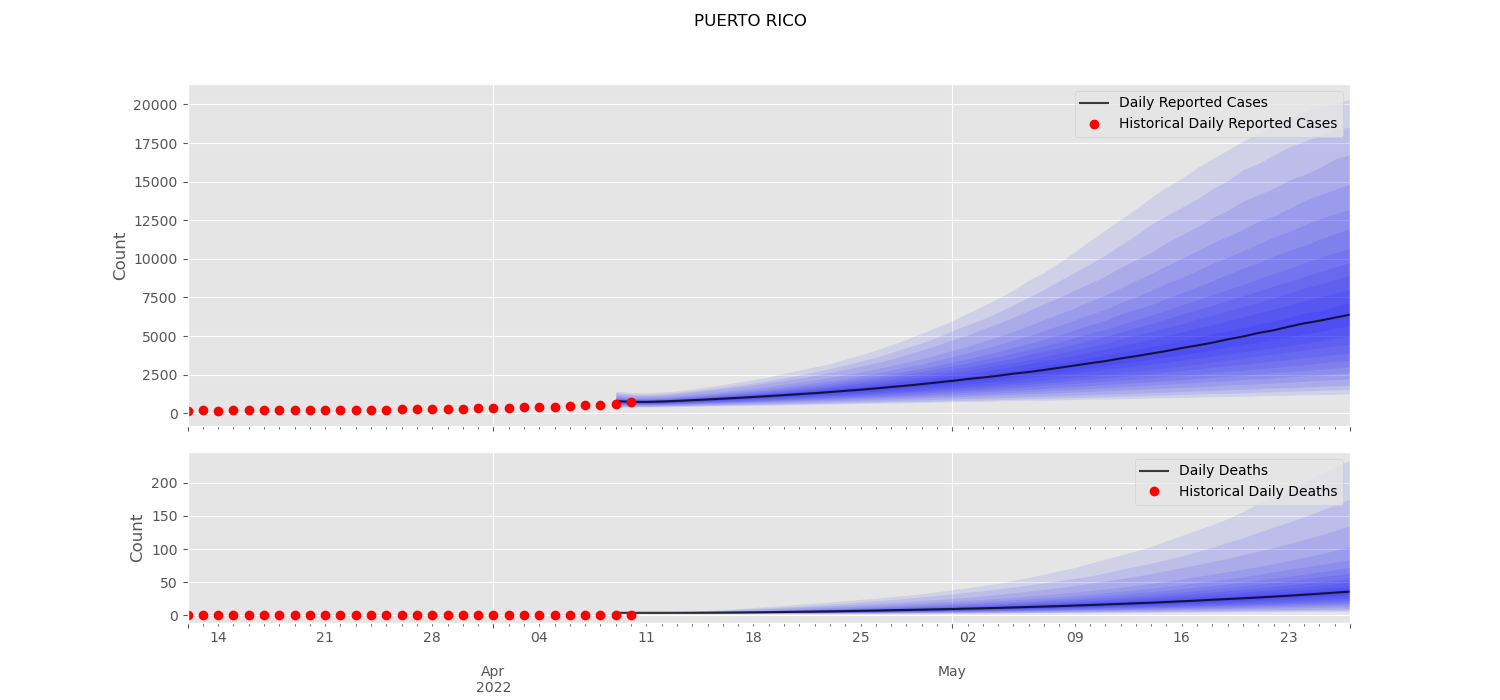 PUERTO RICO
20000
17500
15000
12500
10000
7500
5000
2500
0
Count
Daily Reported Cases
Historical Daily Reported Cases
200
150
100
50
0
Count
Daily Deaths
Historical Daily Deaths
14 21 28 04 11 18 25 02 09 16 23
Apr May
2022